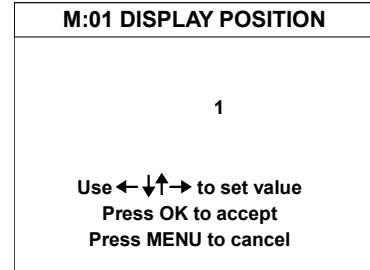 M:01 DISPLAY POSITION
1
Use ←↓↑→ to set value
Press OK to accept
Press MENU to cancel